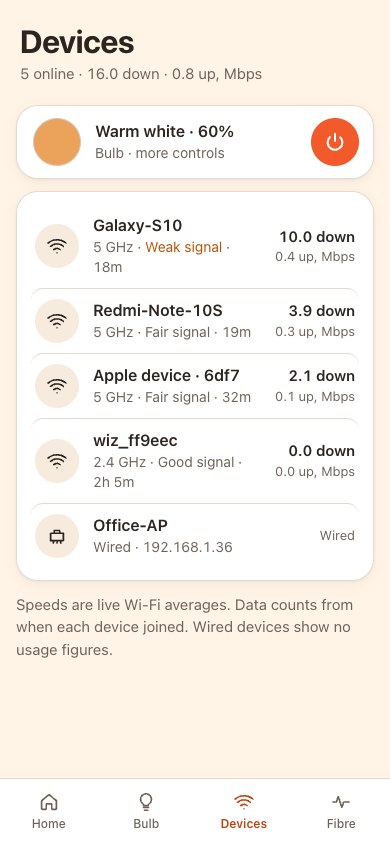 Devices
5 online · 16.0 down · 0.8 up, Mbps
Warm white · 60%
Bulb · more controls
Galaxy-S10
5 GHz · Weak signal ·
18m
10.0 down
0.4 up, Mbps
Redmi-Note-10S
5 GHz · Fair signal · 19m
3.9 down
0.3 up, Mbps
Apple device · 6df7
5 GHz · Fair signal · 32m
2.1 down
0.1 up, Mbps
wiz_ff9eec
2.4 GHz · Good signal ·
2h 5m
0.0 down
0.0 up, Mbps
Office-AP
Wired · 192.168.1.36
Wired
Speeds are live Wi-Fi averages. Data counts from
when each device joined. Wired devices show no
usage figures.
Home
Bulb
Devices
Fibre